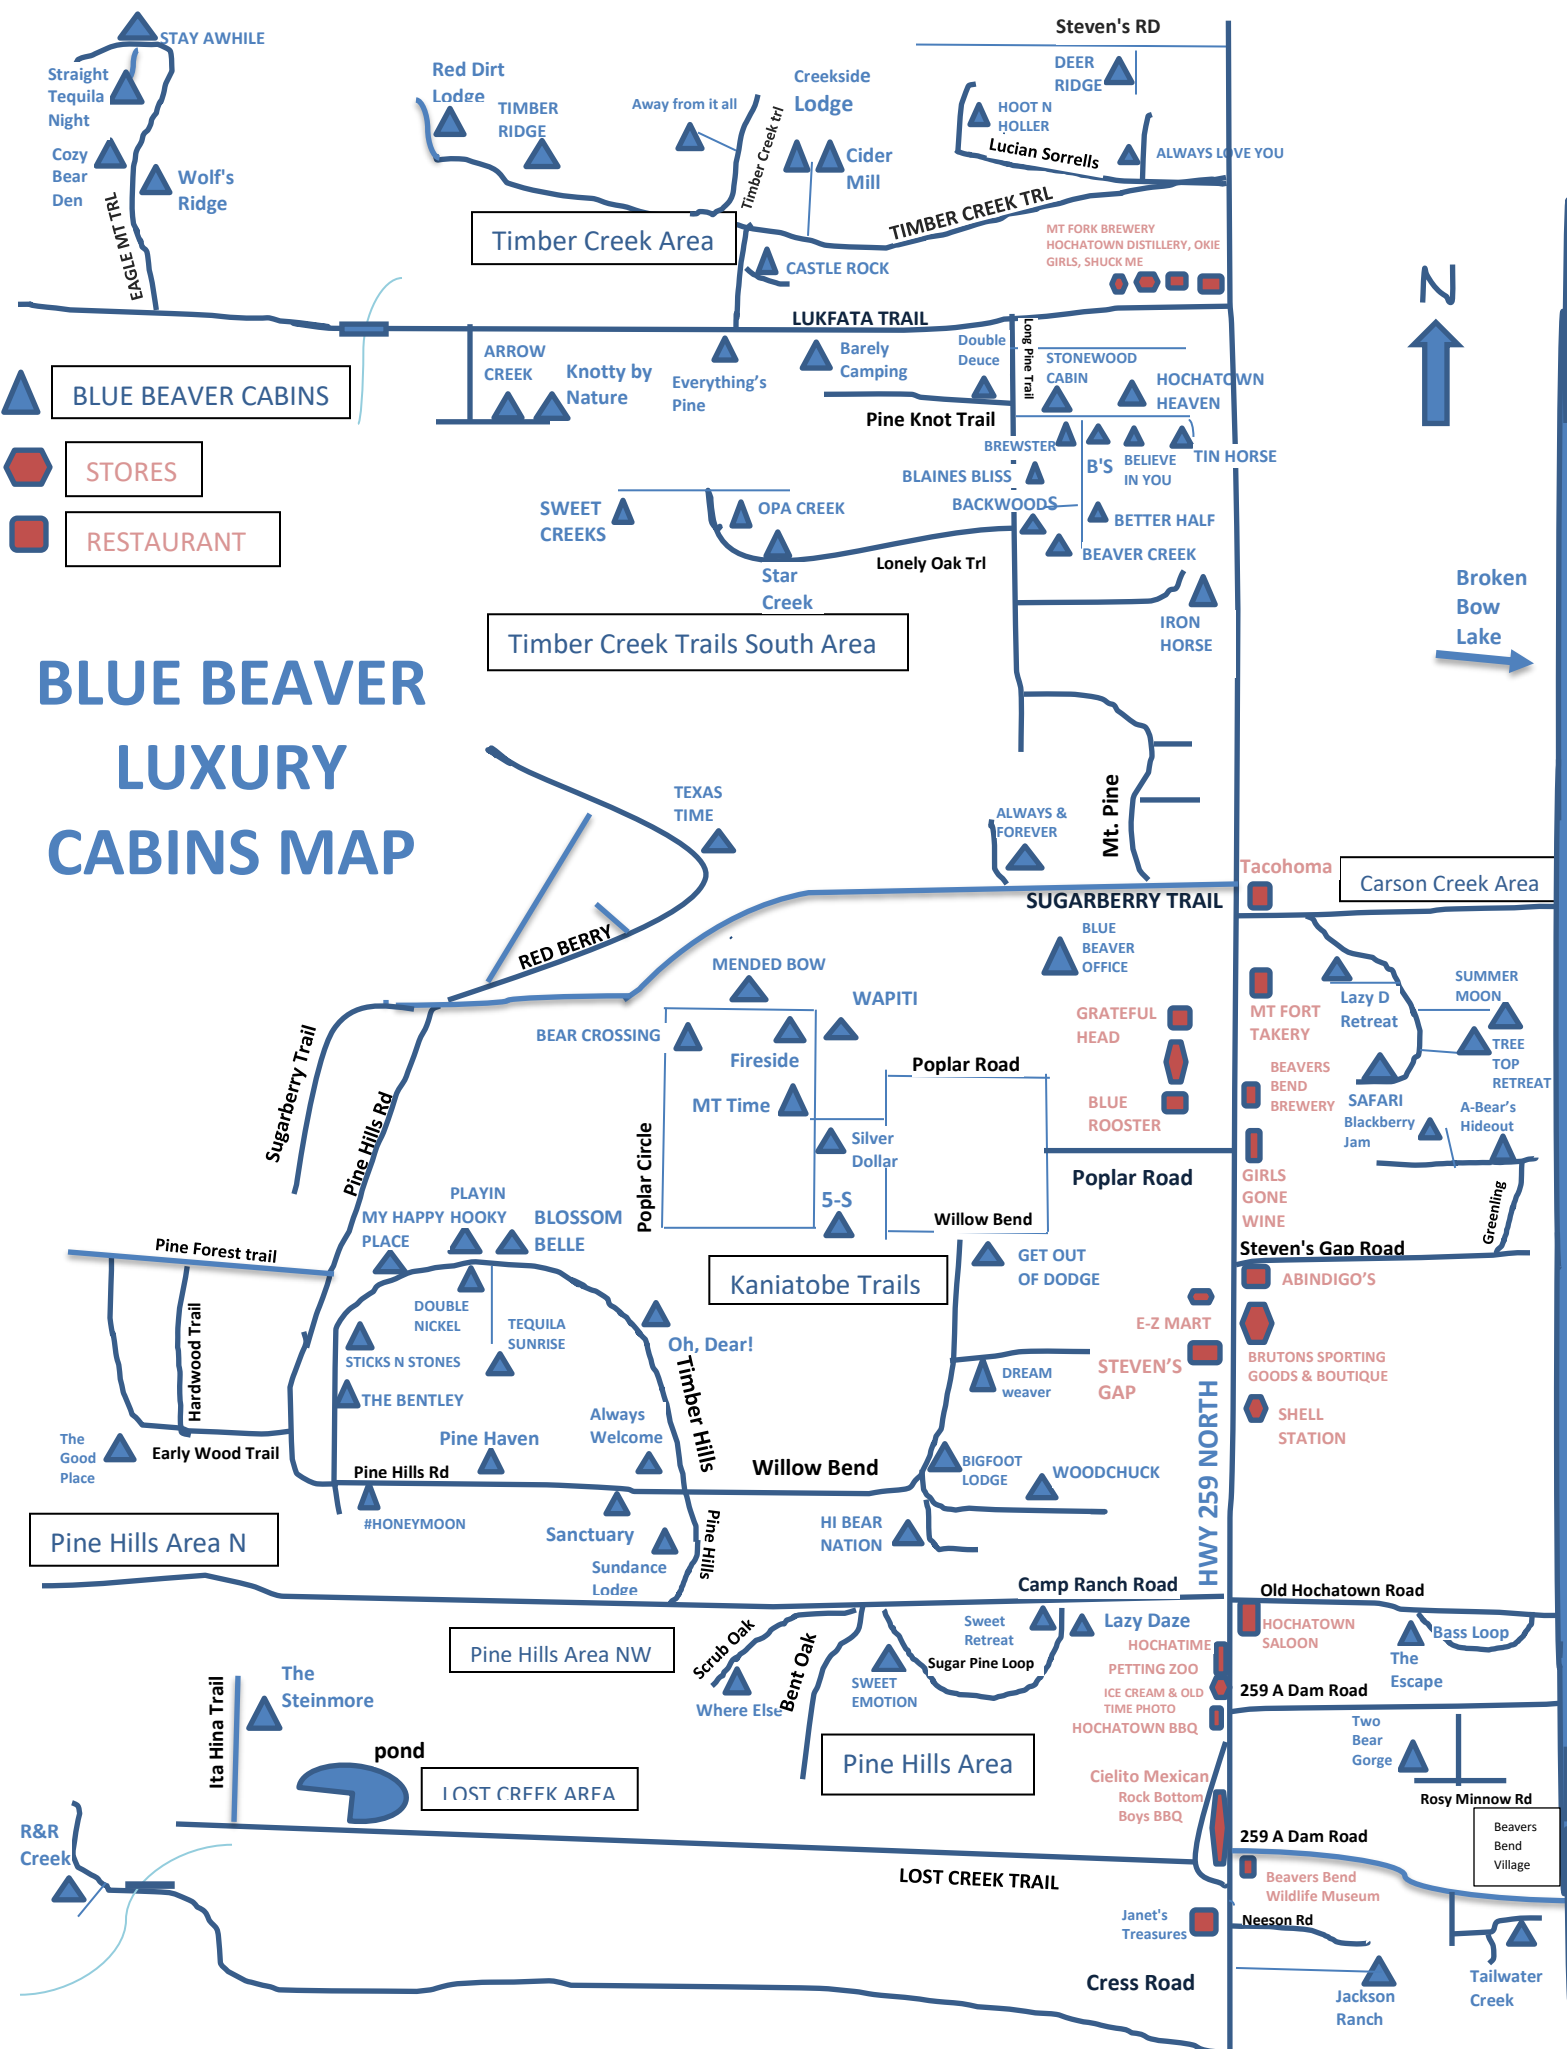 Steven's RD
STAY AWHILE
Straight
Tequila
Night
Cozy
Bear
Den
Wolf's
Ridge
EAGLE MT TRL
Red Dirt
Lodge
TIMBER
RIDGE
Away from it all
Timber Creek trl
Creekside
Lodge
Cider
Mill
DEER
RIDGE
HOOT N
HOLLER
Lucian Sorrells
ALWAYS LOVE YOU
TIMBER CREEK TRL
Timber Creek Area
CASTLE ROCK
MT FORK BREWERY
HOCHATOWN DISTILLERY, OKIE
GIRLS, SHUCK ME
N
LUKFATA TRAIL
BLUE BEAVER CABINS
STORES
RESTAURANT
ARROW
CREEK
Knotty by
Nature
Everything's
Pine
Barely
Camping
Double
Deuce
Long Pine Trail
STONEWOOD
CABIN
HOCHATOWN
HEAVEN
Pine Knot Trail
BREWSTER
B'S
BELIEVE
IN YOU
TIN HORSE
BLAINES BLISS
BACKWOODS
BETTER HALF
BEAVER CREEK
SWEET
CREEKS
OPA CREEK
Star
Creek
Lonely Oak Trl
IRON
HORSE
Broken
Bow
Lake
Timber Creek Trails South Area
BLUE BEAVER
LUXURY
CABINS MAP
TEXAS
TIME
ALWAYS &
FOREVER
Mt. Pine
Tacohoma
Carson Creek Area
SUGARBERRY TRAIL
RED BERRY
BLUE
BEAVER
OFFICE
MENDED BOW
WAPITI
BEAR CROSSING
Fireside
MT Time
Silver
Dollar
5-S
Poplar Circle
Poplar Road
GRATEFUL
HEAD
BLUE
ROOSTER
Poplar Road
Willow Bend
MT FORT
TAKERY
BEAVERS
BEND
BREWERY
GIRLS
GONE
WINE
Lazy D
Retreat
SUMMER
MOON
TREE
TOP
RETREAT
SAFARI
Blackberry
Jam
A-Bear's
Hideout
Greenling
Steven's Gap Road
Sugarberry Trail
Pine Hills Rd
PLAYIN
HOOKY
MY HAPPY
PLACE
BLOSSOM
BELLE
Pine Forest trail
Hardwood Trail
DOUBLE
NICKEL
TEQUILA
SUNRISE
STICKS N STONES
THE BENTLEY
Oh, Dear!
Timber Hills
Kaniatobe Trails
GET OUT
OF DODGE
E-Z MART
STEVEN'S
GAP
DREAM
weaver
ABINDIGO'S
BRUTONS SPORTING
GOODS & BOUTIQUE
SHELL
STATION
HWY 259 NORTH
The
Good
Place
Early Wood Trail
Pine Haven
Always
Welcome
Pine Hills Rd
Willow Bend
BIGFOOT
LODGE
WOODCHUCK
#HONEYMOON
Sanctuary
Sundance
Lodge
Pine Hills
HI BEAR
NATION
Pine Hills Area N
Camp Ranch Road
Old Hochatown Road
Pine Hills Area NW
Scrub Oak
Where Else
Bent Oak
SWEET
EMOTION
Sweet
Retreat
Sugar Pine Loop
Lazy Daze
HOCHATIME
PETTING ZOO
ICE CREAM & OLD
TIME PHOTO
HOCHATOWN BBQ
HOCHATOWN
SALOON
Bass Loop
The
Escape
259 A Dam Road
Ita Hina Trail
The
Steinmore
pond
LOST CREEK AREA
Pine Hills Area
Cielito Mexican
Rock Bottom
Boys BBQ
Two
Bear
Gorge
Rosy Minnow Rd
Beavers
Bend
Village
R&R
Creek
LOST CREEK TRAIL
259 A Dam Road
Beavers Bend
Wildlife Museum
Janet's
Treasures
Neeson Rd
Cress Road
Jackson
Ranch
Tailwater
Creek